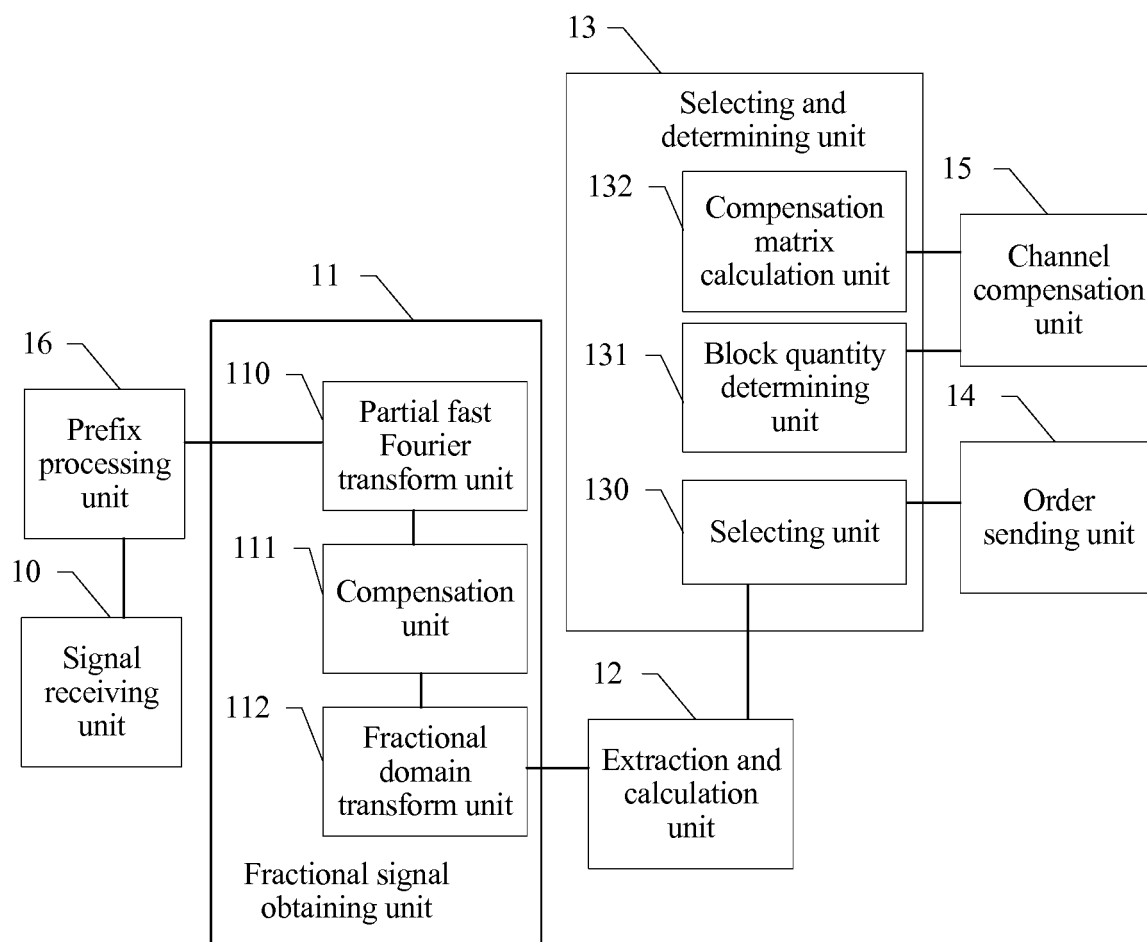 13
Selecting and
determining unit
132
Compensation
matrix
calculation unit
15
Channel
compensation
unit
11
16
Prefix
processing
unit
110
Partial fast
Fourier
transform unit
131
Block quantity
determining
unit
14
Order
sending unit
130
Selecting unit
111
Compensation
unit
10
Signal
receiving
unit
112
Fractional
domain
transform unit
12
Extraction and
calculation
unit
Fractional signal
obtaining unit